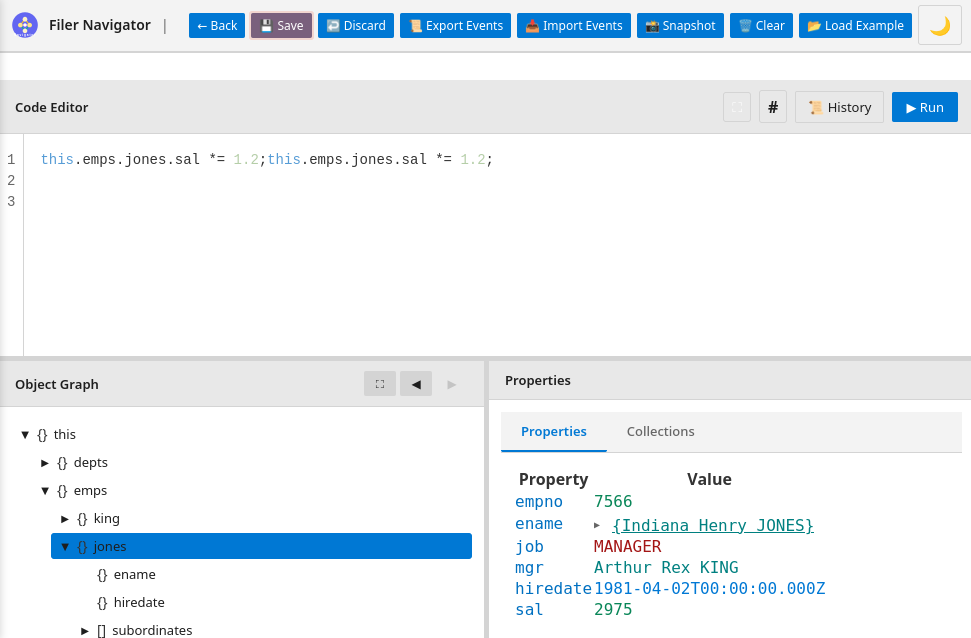 Filer Navigator | ← Back 💾 Save ↩️ Discard 📜 Export Events 📥 Import Events 📸 Snapshot 🗑️ Clear 📂 Load Example 🌙
Code Editor # 📜 History ▶ Run
1 this.emps.jones.sal *= 1.2;this.emps.jones.sal *= 1.2;
2
3
Object Graph ⛶ ◀ ▶
▼ {} this
► {} depts
▼ {} emps
► {} king
▼ {} jones
{} ename
{} hiredate
► [] subordinates
Properties
Properties Collections
Property Value
empno 7566
ename ▸ {Indiana Henry JONES}
job MANAGER
mgr Arthur Rex KING
hiredate 1981-04-02T00:00:00.000Z
sal 2975